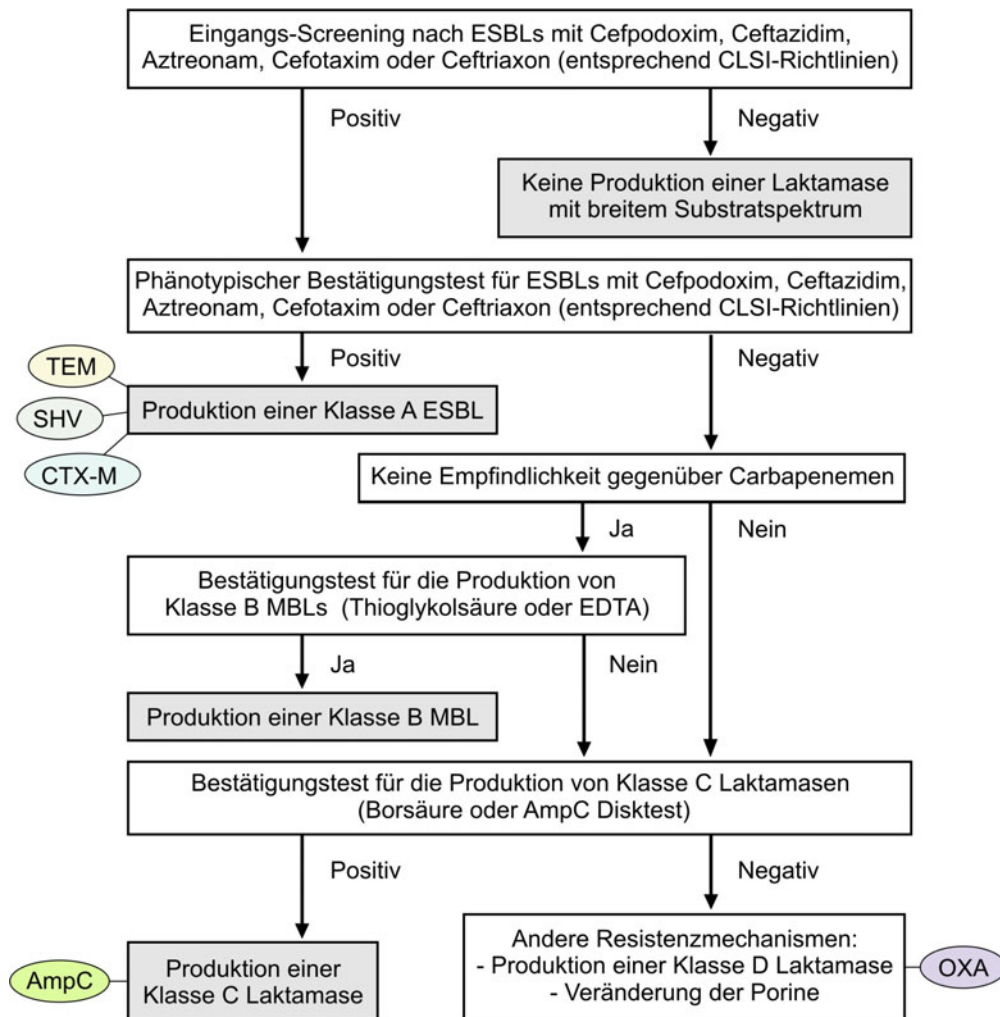 Eingangs-Screening nach ESBLs mit Cefpodoxim, Ceftazidim,
Aztreonam, Cefotaxim oder Ceftriaxon (entsprechend CLSI-Richtlinien)
Positiv
Negativ
Keine Produktion einer Laktamase
mit breitem Substratspektrum
Phänotypischer Bestätigungstest für ESBLs mit Cefpodoxim, Ceftazidim,
Aztreonam, Cefotaxim oder Ceftriaxon (entsprechend CLSI-Richtlinien)
Positiv
Negativ
TEM
SHV
CTX-M
Produktion einer Klasse A ESBL
Keine Empfindlichkeit gegenüber Carbapenemen
Ja
Nein
Bestätigungstest für die Produktion von
Klasse B MBLs (Thioglykolsäure oder EDTA)
Ja
Nein
Produktion einer Klasse B MBL
Bestätigungstest für die Produktion von Klasse C Laktamasen
(Borsäure oder AmpC Disktest)
Positiv
Negativ
AmpC
Produktion einer
Klasse C Laktamase
Andere Resistenzmechanismen:
- Produktion einer Klasse D Laktamase
- Veränderung der Porine
OXA